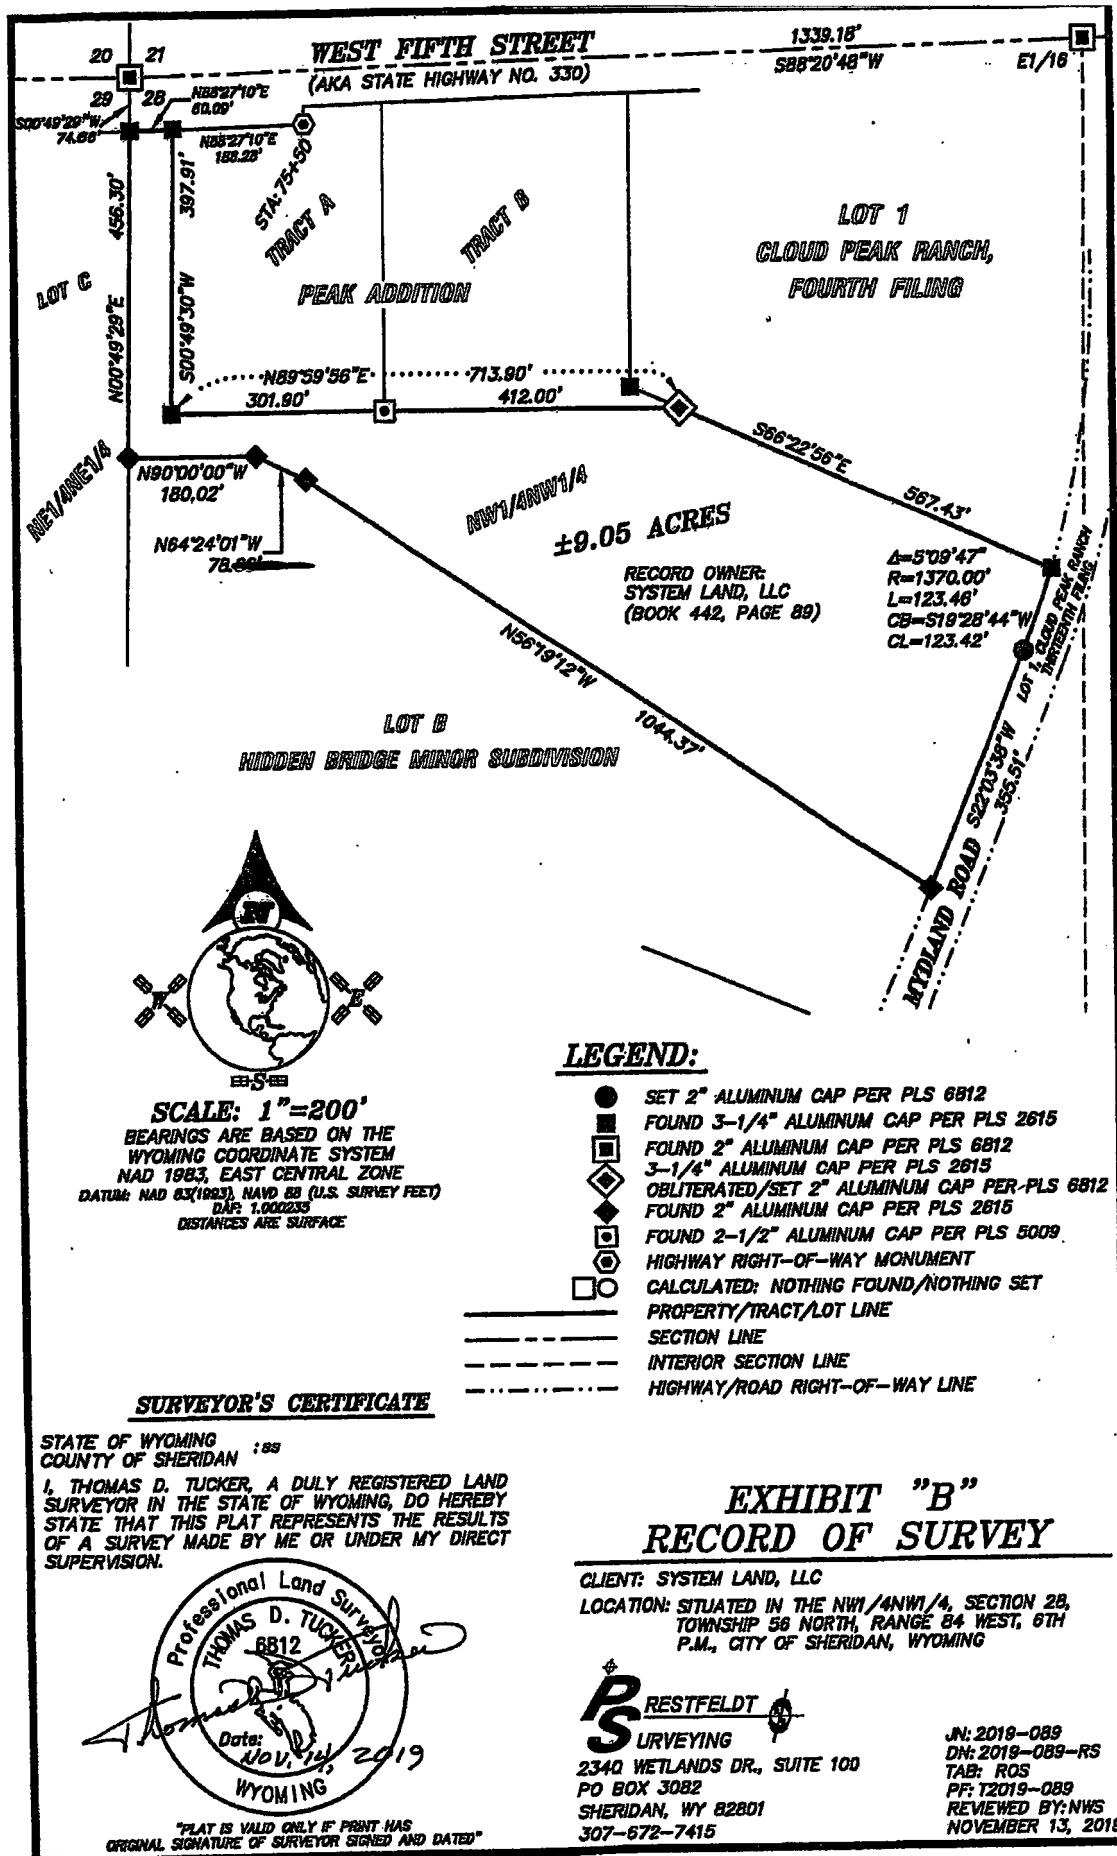 WEST FIFTH STREET
(AKA STATE HIGHWAY NO. 330)
1339.18'
S88°20'48"W
E1/16
20 21
29 28
N88°27'10"E
60.09'
S00°49'29"W
74.66'
N88°27'10"E
186.28'
STA: 75+50
456.30'
N00°49'29"E
397.91'
S00°49'30"W
LOT C
TRACT A
TRACT B
PEAK ADDITION
LOT 1
CLOUD PEAK RANCH,
FOURTH FILING
N89°59'56"E
713.90'
301.90'
412.00'
S66°22'56"E
567.43'
NE1/4NE1/4
N90°00'00"W
180.02'
N64°24'01"W
NW1/4NW1/4
±9.05 ACRES
RECORD OWNER:
SYSTEM LAND, LLC
(BOOK 442, PAGE 89)
Δ=5°09'47"
R=1370.00'
L=123.46'
CB=S19°28'44"W
CL=123.42'
LOT 1, CLOUD PEAK RANCH
THIRTEENTH FILING
N56°19'12"W
1044.37'
LOT B
HIDDEN BRIDGE MINOR SUBDIVISION
S22°03'38"W
355.51'
MYDLAND ROAD
N
W
E
S
SCALE: 1"=200'
BEARINGS ARE BASED ON THE
WYOMING COORDINATE SYSTEM
NAD 1983, EAST CENTRAL ZONE
DATUM: NAD 83(1993), NAVD 88 (U.S. SURVEY FEET)
DAF: 1.000235
DISTANCES ARE SURFACE
LEGEND:
SET 2" ALUMINUM CAP PER PLS 6812
FOUND 3-1/4" ALUMINUM CAP PER PLS 2615
FOUND 2" ALUMINUM CAP PER PLS 6812
3-1/4" ALUMINUM CAP PER PLS 2615
OBLITERATED/SET 2" ALUMINUM CAP PER PLS 6812
FOUND 2" ALUMINUM CAP PER PLS 2615
FOUND 2-1/2" ALUMINUM CAP PER PLS 5009
HIGHWAY RIGHT-OF-WAY MONUMENT
CALCULATED: NOTHING FOUND/NOTHING SET
PROPERTY/TRACT/LOT LINE
SECTION LINE
INTERIOR SECTION LINE
HIGHWAY/ROAD RIGHT-OF-WAY LINE
SURVEYOR'S CERTIFICATE
STATE OF WYOMING
COUNTY OF SHERIDAN :ss
I, THOMAS D. TUCKER, A DULY REGISTERED LAND
SURVEYOR IN THE STATE OF WYOMING, DO HEREBY
STATE THAT THIS PLAT REPRESENTS THE RESULTS
OF A SURVEY MADE BY ME OR UNDER MY DIRECT
SUPERVISION.
Professional Land Surveyor
THOMAS D. TUCKER
6812
Thomas D. Tucker
Date:
NOV. 14, 2019
WYOMING
"PLAT IS VALID ONLY IF PRINT HAS
ORIGINAL SIGNATURE OF SURVEYOR SIGNED AND DATED"
EXHIBIT "B"
RECORD OF SURVEY
CLIENT: SYSTEM LAND, LLC
LOCATION: SITUATED IN THE NW1/4NW1/4, SECTION 28,
TOWNSHIP 56 NORTH, RANGE 84 WEST, 6TH
P.M., CITY OF SHERIDAN, WYOMING
PRESTFELDT
SURVEYING
2340 WETLANDS DR., SUITE 100
PO BOX 3082
SHERIDAN, WY 82801
307-672-7415
JN: 2019-089
DN: 2019-089-RS
TAB: ROS
PF: T2019-089
REVIEWED BY: NWS
NOVEMBER 13, 2019